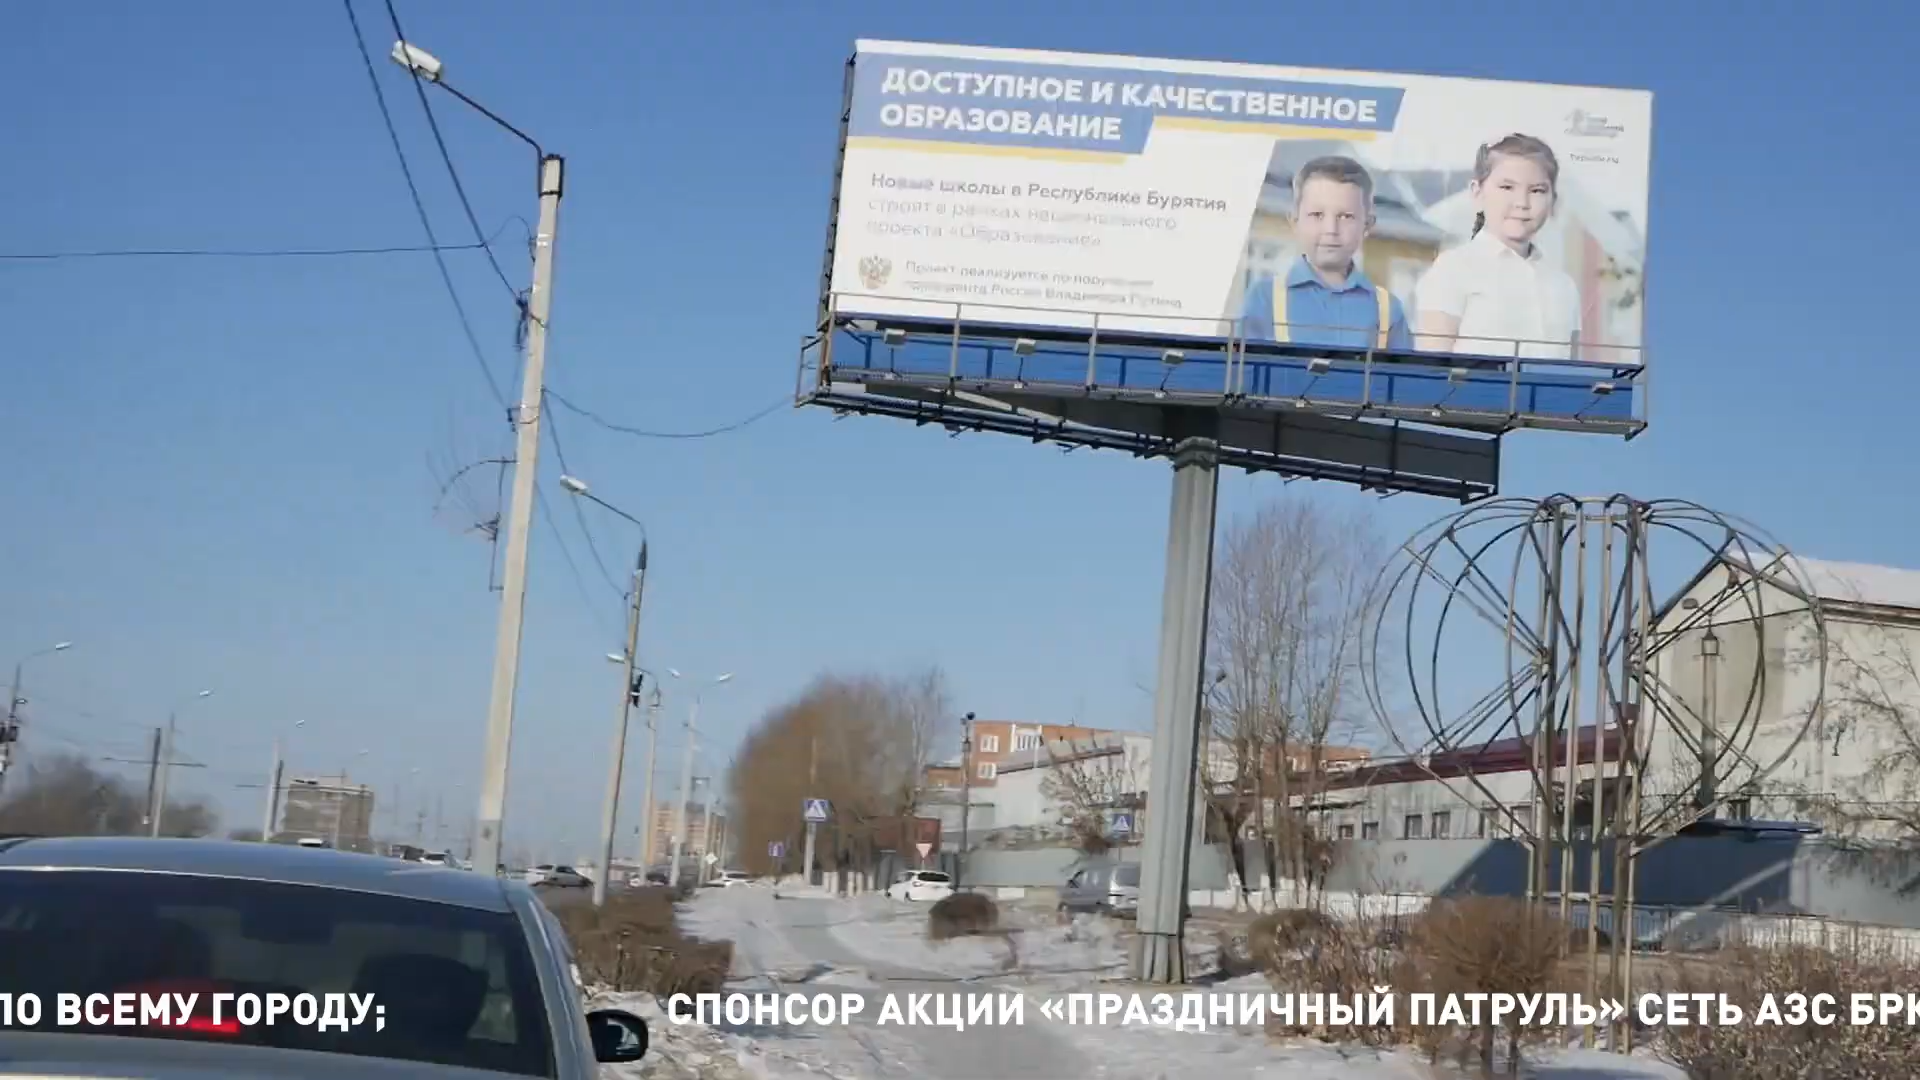 ДОСТУПНОЕ И КАЧЕСТВЕННОЕ
ОБРАЗОВАНИЕ
Новые школы в Республике Бурятия
строят в рамках национального
проекта «Образование»
Проект реализуется по поручению
президента России Владимира Путина
ПО ВСЕМУ ГОРОДУ;
СПОНСОР АКЦИИ «ПРАЗДНИЧНЫЙ ПАТРУЛЬ» СЕТЬ АЗС БРК